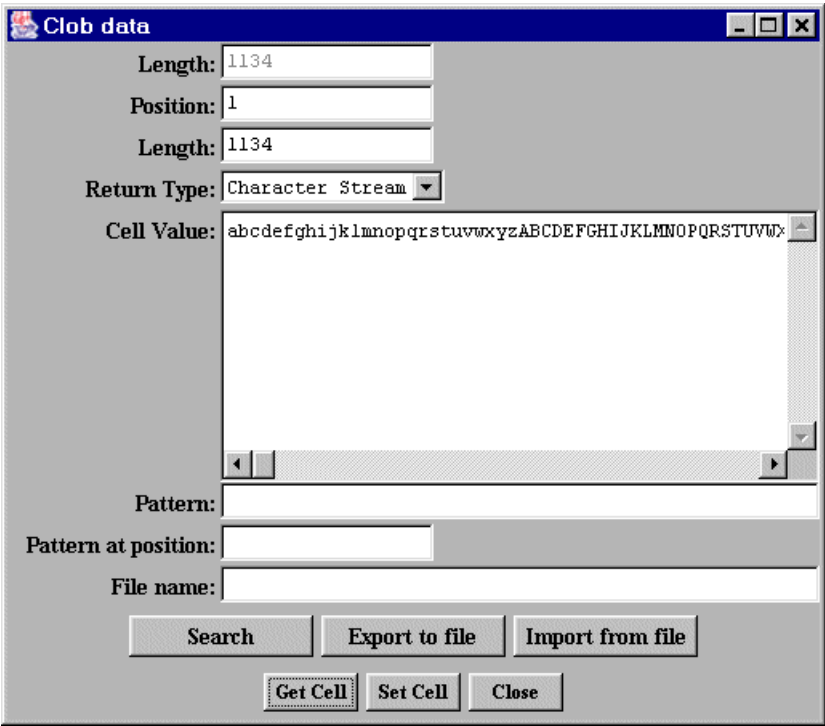 Clob data
Length: 1134
Position: 1
Length: 1134
Return Type: Character Stream
Cell Value: abcdefghijklmnopqrstuvwxyzABCDEFGHIJKLMNOPQRSTUVWX
Pattern:
Pattern at position:
File name:
Search Export to file Import from file
Get Cell Set Cell Close